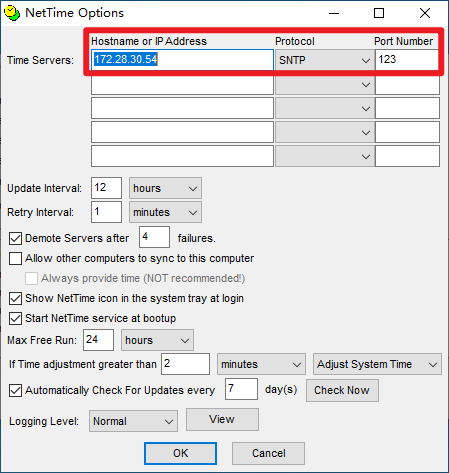 NetTime Options
Hostname or IP Address Protocol Port Number
Time Servers: 172.28.30.54 SNTP 123
Update Interval: 12 hours
Retry Interval: 1 minutes
Demote Servers after 4 failures.
Allow other computers to sync to this computer
Always provide time (NOT recommended!)
Show NetTime icon in the system tray at login
Start NetTime service at bootup
Max Free Run: 24 hours
If Time adjustment greater than 2 minutes Adjust System Time
Automatically Check For Updates every 7 day(s) Check Now
Logging Level: Normal View
OK Cancel